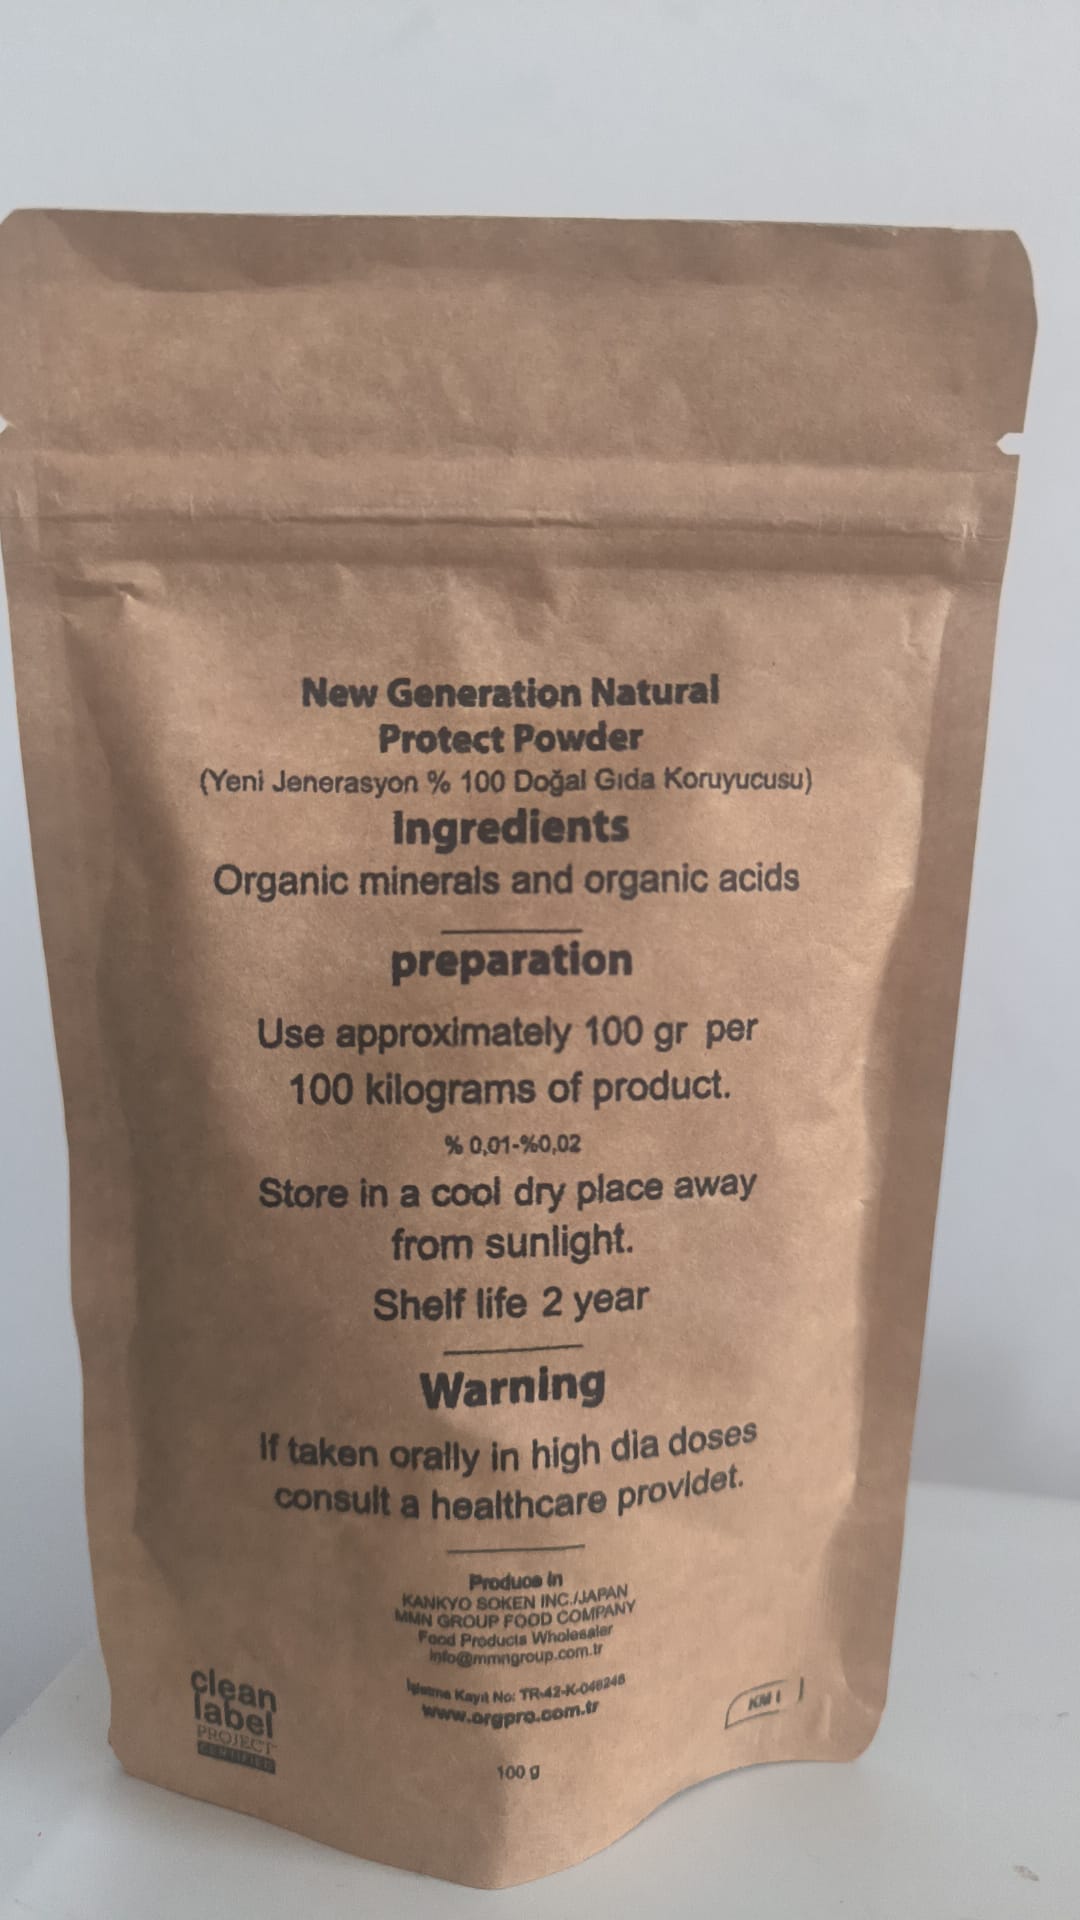 New Generation Natural
Protect Powder
(Yeni Jenerasyon % 100 Doğal Gıda Koruyucusu)
Ingredients
Organic minerals and organic acids
preparation
Use approximately 100 gr per
100 kilograms of product.
% 0,01-%0,02
Store in a cool dry place away
from sunlight.
Shelf life 2 year
Warning
If taken orally in high dia doses
consult a healthcare providet.
Produce in
KANKYO SOKEN INC./JAPAN
MMN GROUP FOOD COMPANY
Food Products Wholesaler
info@mmngroup.com.tr
İşletme Kayıt No: TR-42-K-046246
www.orgpro.com.tr
100 g
clean
label
PROJECT
CERTIFIED